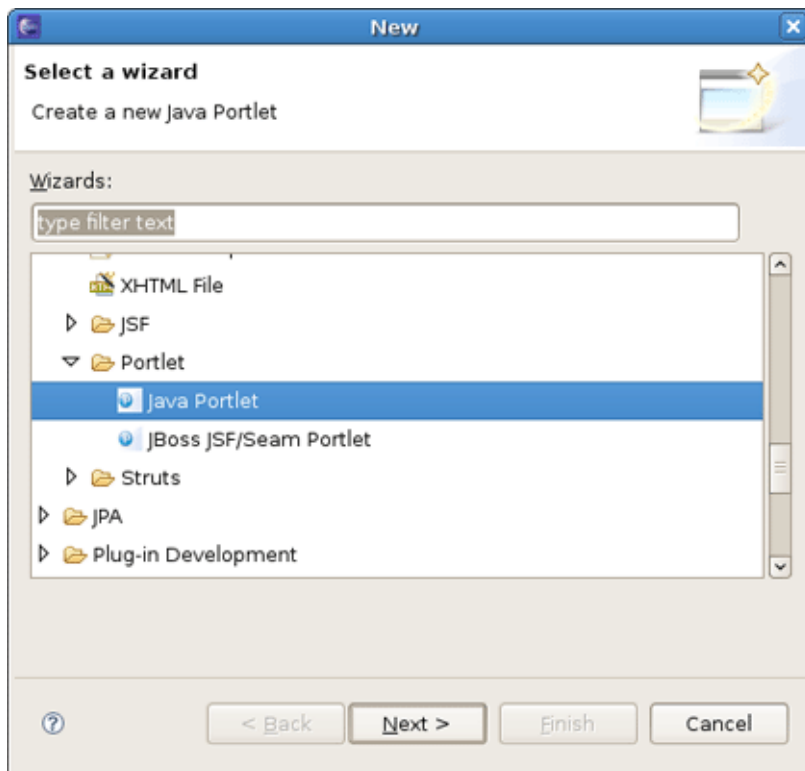 New
Select a wizard
Create a new Java Portlet
Wizards:
type filter text
XHTML File
JSF
Portlet
Java Portlet
JBoss JSF/Seam Portlet
Struts
JPA
Plug-in Development
< Back Next > Finish Cancel